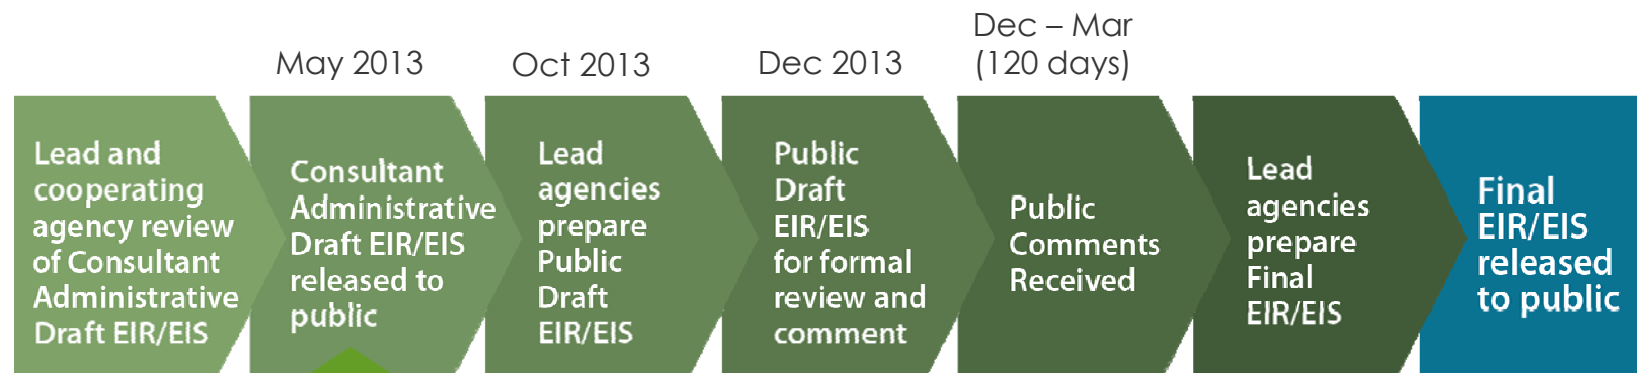 May 2013
Oct 2013
Dec 2013
Dec – Mar
(120 days)
Lead and
cooperating
agency review
of Consultant
Administrative
Draft EIR/EIS
Consultant
Administrative
Draft EIR/EIS
released to
public
Lead
agencies
prepare
Public
Draft
EIR/EIS
Public
Draft
EIR/EIS
for formal
review and
comment
Public
Comments
Received
Lead
agencies
prepare
Final
EIR/EIS
Final
EIR/EIS
released
to public